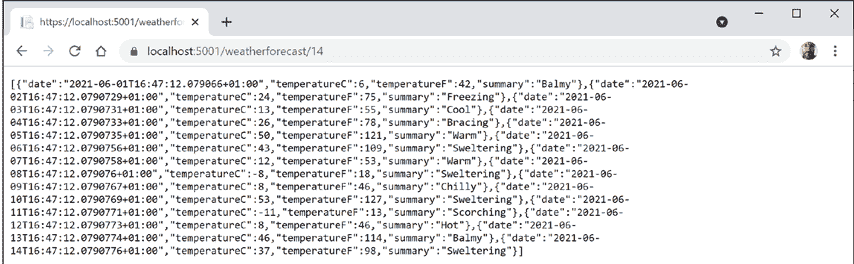 https://localhost:5001/weatherfo
localhost:5001/weatherforecast/14
[{"date":"2021-06-01T16:47:12.079066+01:00","temperatureC":6,"temperatureF":42,"summary":"Balmy"},{"date":"2021-06-
02T16:47:12.0790729+01:00","temperatureC":24,"temperatureF":75,"summary":"Freezing"},{"date":"2021-06-
03T16:47:12.0790731+01:00","temperatureC":13,"temperatureF":55,"summary":"Cool"},{"date":"2021-06-
04T16:47:12.0790733+01:00","temperatureC":26,"temperatureF":78,"summary":"Bracing"},{"date":"2021-06-
05T16:47:12.0790735+01:00","temperatureC":50,"temperatureF":121,"summary":"Warm"},{"date":"2021-06-
06T16:47:12.0790756+01:00","temperatureC":43,"temperatureF":109,"summary":"Sweltering"},{"date":"2021-06-
07T16:47:12.0790758+01:00","temperatureC":12,"temperatureF":53,"summary":"Warm"},{"date":"2021-06-
08T16:47:12.079076+01:00","temperatureC":-8,"temperatureF":18,"summary":"Sweltering"},{"date":"2021-06-
09T16:47:12.0790767+01:00","temperatureC":8,"temperatureF":46,"summary":"Chilly"},{"date":"2021-06-
10T16:47:12.0790769+01:00","temperatureC":53,"temperatureF":127,"summary":"Sweltering"},{"date":"2021-06-
11T16:47:12.0790771+01:00","temperatureC":-11,"temperatureF":13,"summary":"Scorching"},{"date":"2021-06-
12T16:47:12.0790773+01:00","temperatureC":8,"temperatureF":46,"summary":"Hot"},{"date":"2021-06-
13T16:47:12.0790774+01:00","temperatureC":46,"temperatureF":114,"summary":"Balmy"},{"date":"2021-06-
14T16:47:12.0790776+01:00","temperatureC":37,"temperatureF":98,"summary":"Sweltering"}]